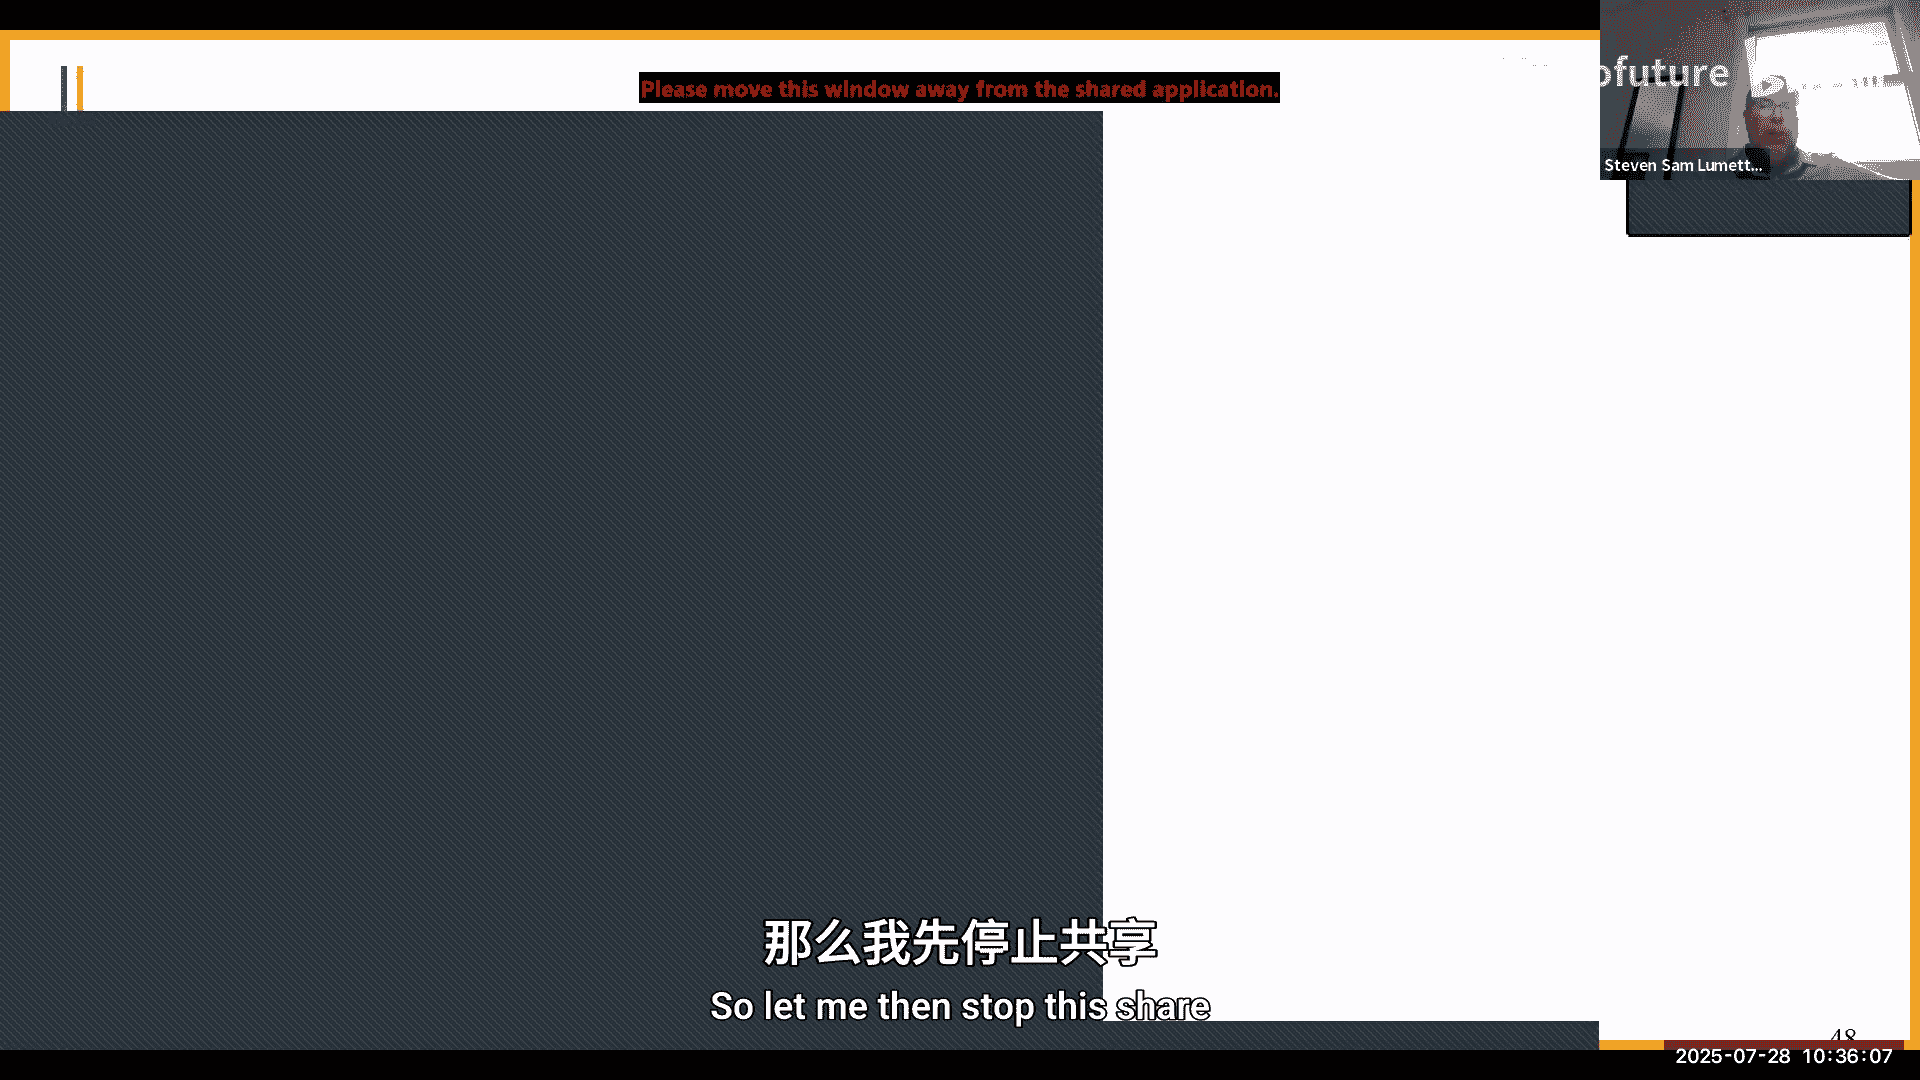 Please move this window away from the shared application.
ofuture
Steven Sam Lumett...
那么我先停止共享
So let me then stop this share
48
2025-07-28 10:36:07